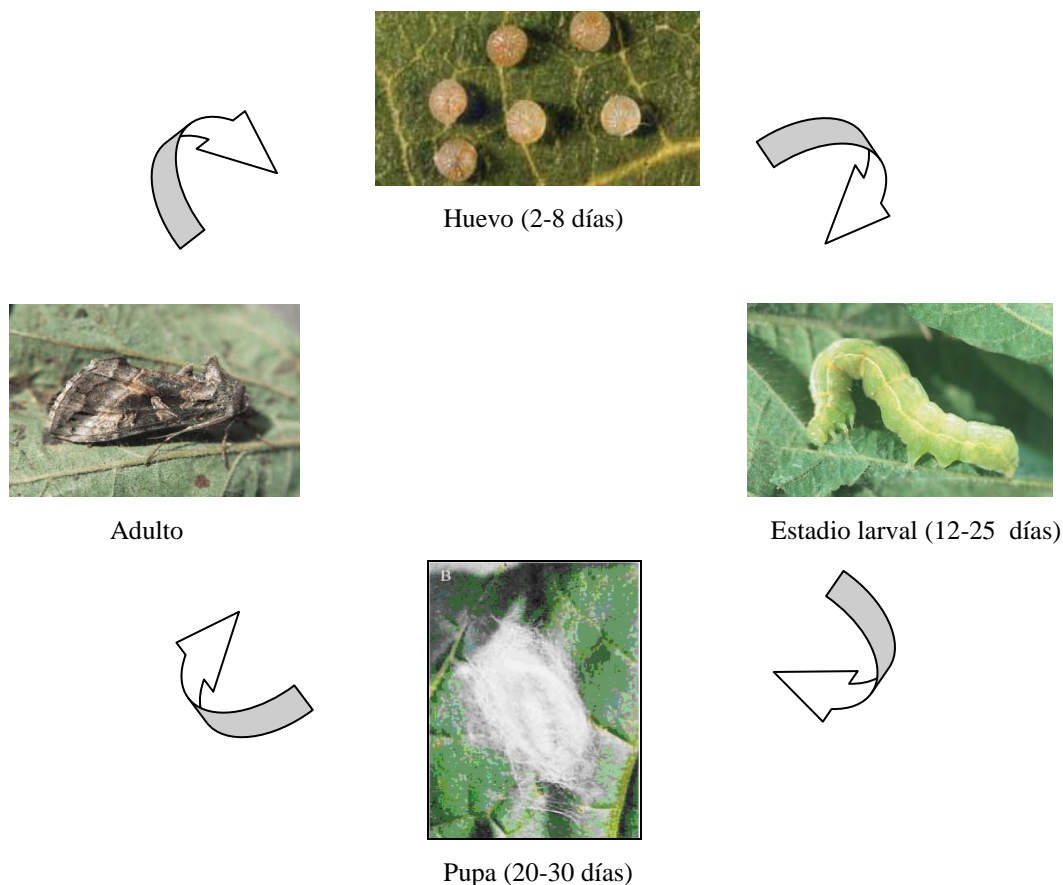 Huevo (2-8 días)
Adulto
Estadio larval (12-25 días)
B
Pupa (20-30 días)